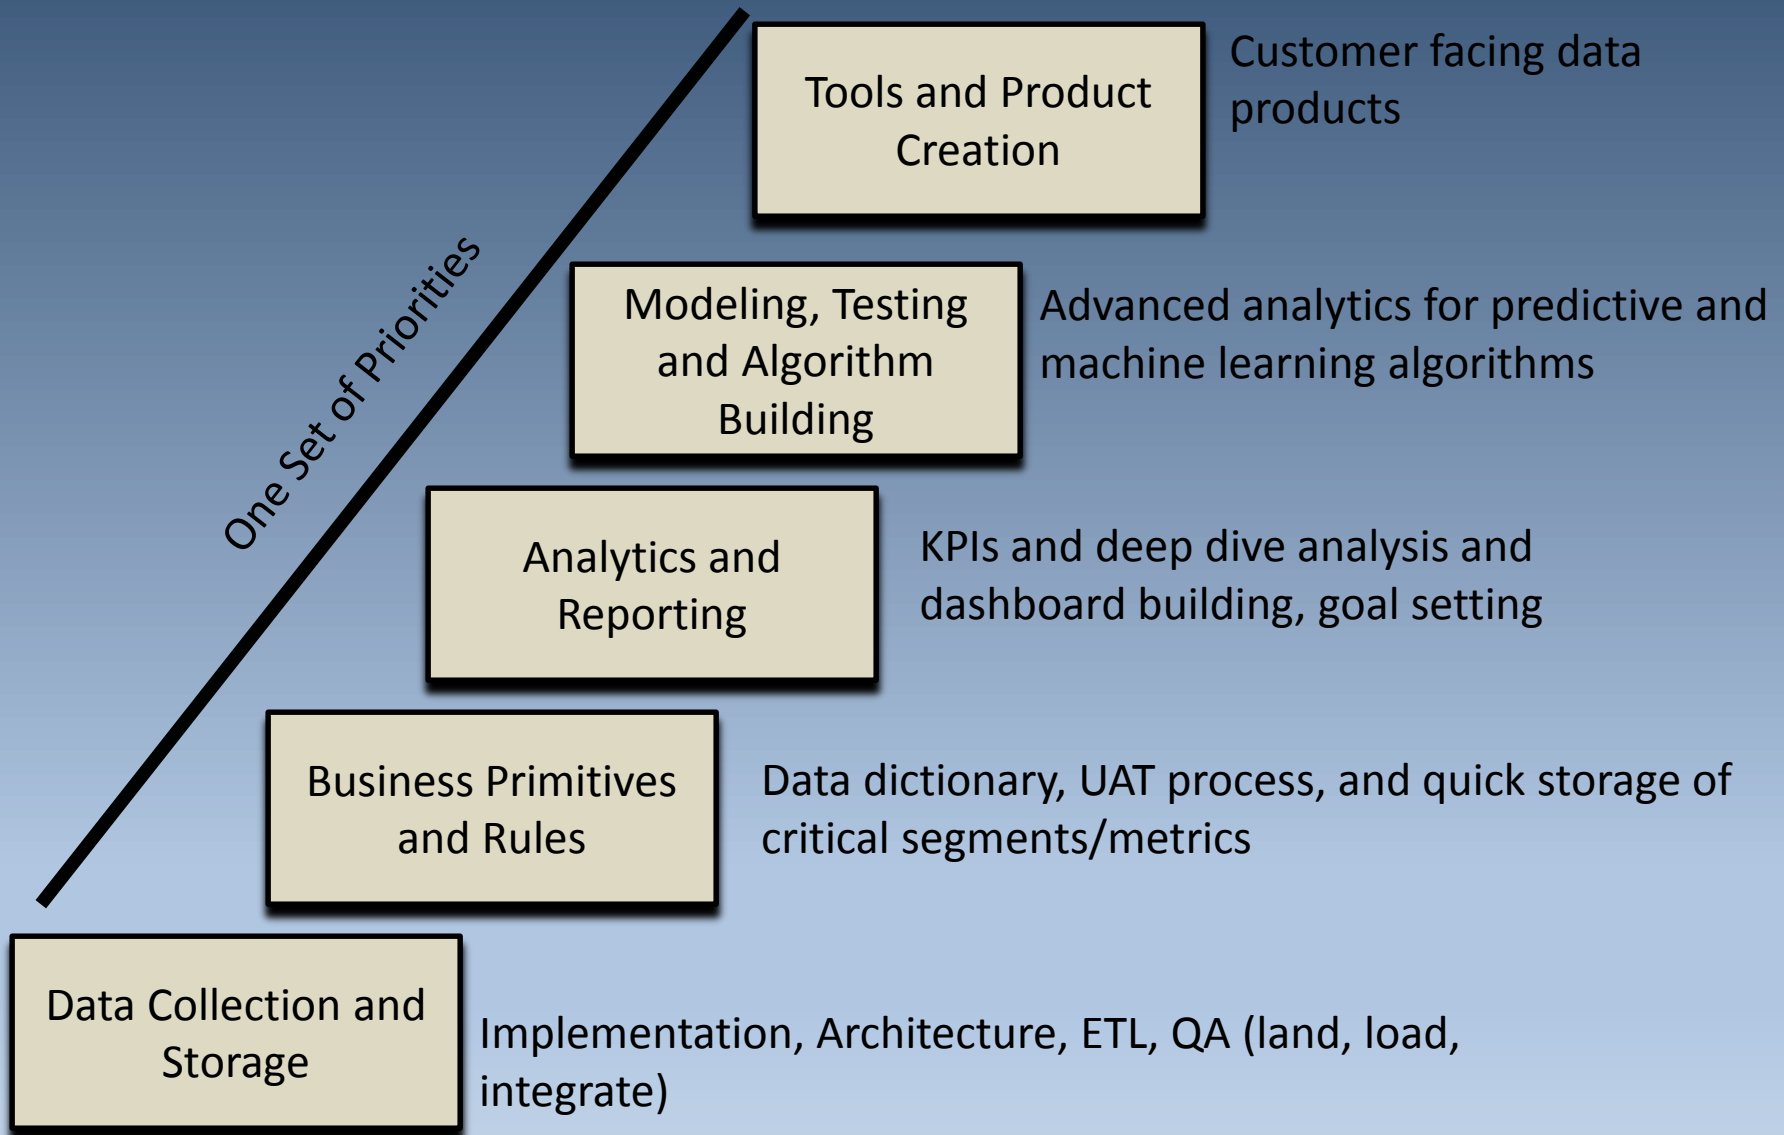 Tools and Product
Creation
Customer facing data
products
One Set of Priorities
Modeling, Testing
and Algorithm
Building
Advanced analytics for predictive and
machine learning algorithms
Analytics and
Reporting
KPIs and deep dive analysis and
dashboard building, goal setting
Business Primitives
and Rules
Data dictionary, UAT process, and quick storage of
critical segments/metrics
Data Collection and
Storage
Implementation, Architecture, ETL, QA (land, load,
integrate)